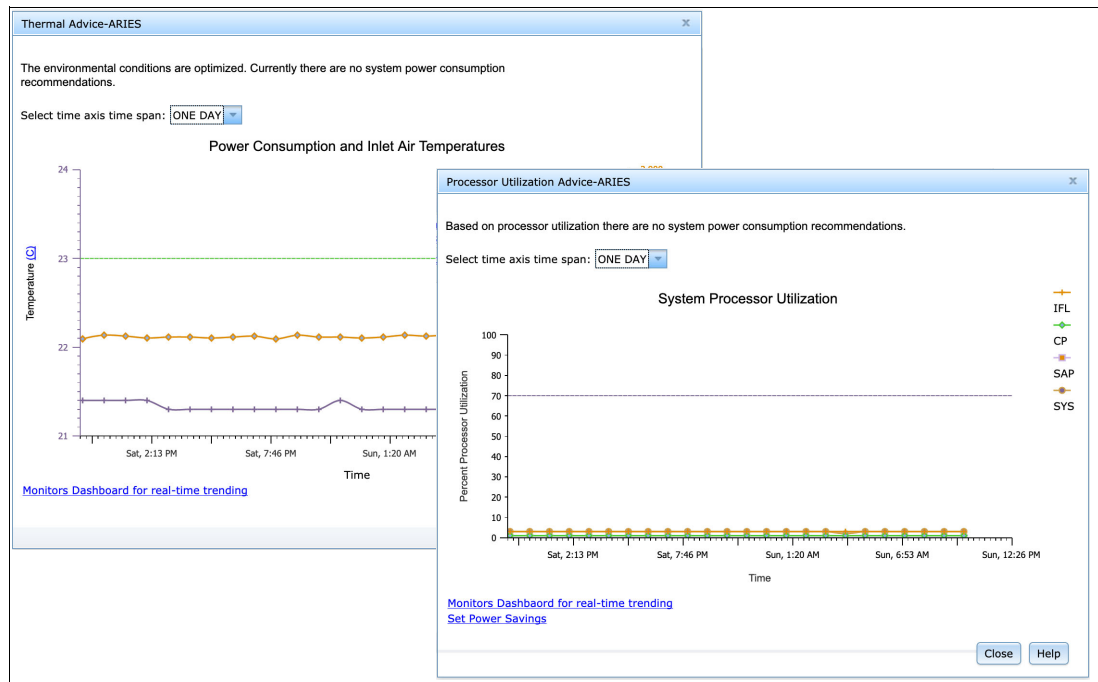 Thermal Advice-ARIES
The environmental conditions are optimized. Currently there are no system power consumption
recommendations.
Select time axis time span: ONE DAY
Power Consumption and Inlet Air Temperatures
24
23
22
21
Temperature (C)
Sat, 2:13 PM
Sat, 7:46 PM
Sun, 1:20 AM
Time
Monitors Dashboard for real-time trending
Processor Utilization Advice-ARIES
Based on processor utilization there are no system power consumption recommendations.
Select time axis time span: ONE DAY
System Processor Utilization
IFL
CP
SAP
SYS
100
90
80
70
60
50
40
30
20
10
0
Percent Processor Utilization
Sat, 2:13 PM
Sat, 7:46 PM
Sun, 1:20 AM
Sun, 6:53 AM
Sun, 12:26 PM
Time
Monitors Dashbaord for real-time trending
Set Power Savings
Close
Help